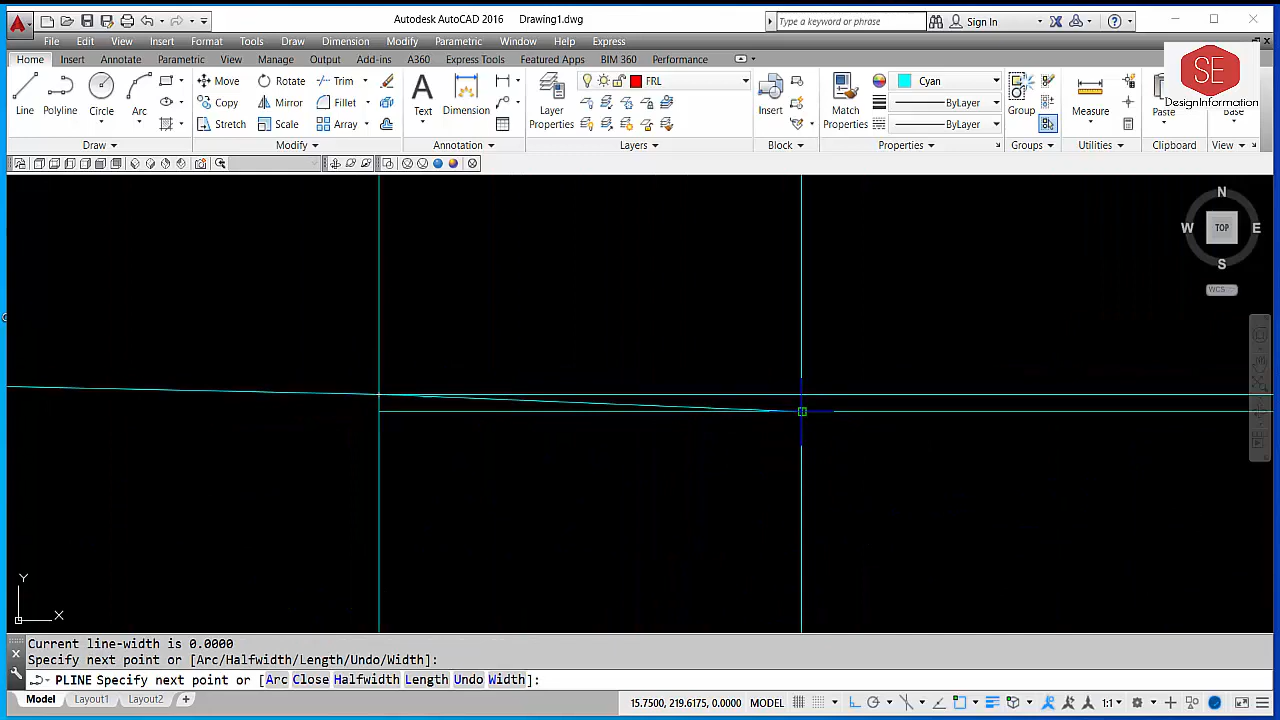 Autodesk AutoCAD 2016 Drawing1.dwg
Type a keyword or phrase
Sign In
File Edit View Insert Format Tools Draw Dimension Modify Parametric Window Help Express
Home Insert Annotate Parametric View Manage Output Add-ins A360 Express Tools Featured Apps BIM 360 Performance
SE
DesignInformation
Line Polyline Circle Arc
Move Rotate Trim
Copy Mirror Fillet
Stretch Scale Array
Text Dimension
Layer Properties
FRL
Insert
Match Properties
Cyan
ByLayer
ByLayer
Group
Measure
Paste
Base
Draw Modify Annotation Layers Block Properties Groups Utilities Clipboard View
N
W TOP E
S
WCS
Y
X
Current line-width is 0.0000
Specify next point or [Arc/Halfwidth/Length/Undo/Width]:
PLINE Specify next point or [Arc Close Halfwidth Length Undo Width]:
Model Layout1 Layout2 +
15.7500, 219.6175, 0.0000 MODEL 1:1